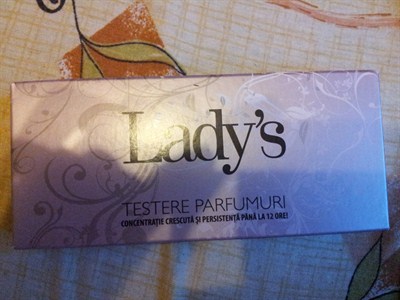 Lady's
TESTERE PARFUMURI
CONCENTRAȚIE CRESCUTĂ ȘI PERSISTENȚĂ PÂNĂ LA 12 ORE!